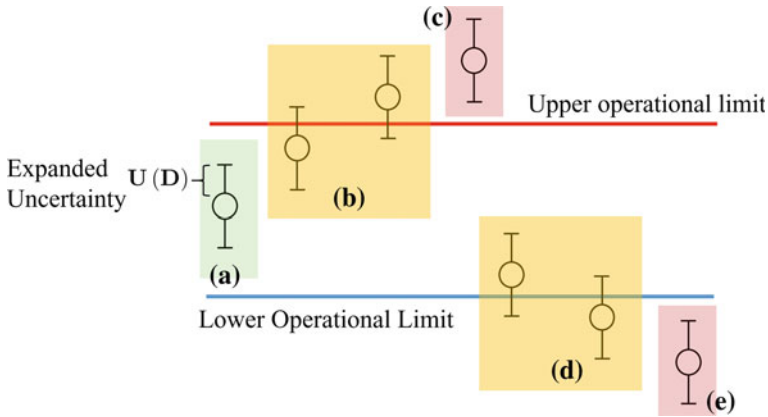 (c)
Upper operational limit
Expanded
Uncertainty
U (D)
(b)
(a)
Lower Operational Limit
(d)
(e)